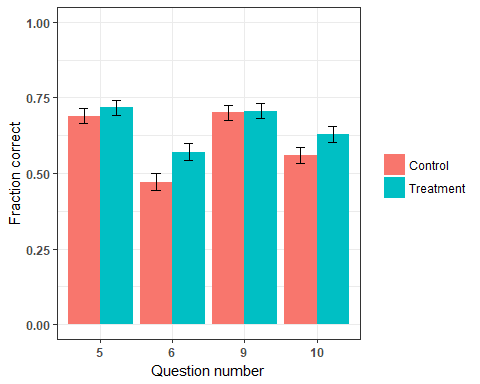 1.00
0.75
0.50
0.25
0.00
Fraction correct
5 6 9 10
Question number
Control
Treatment